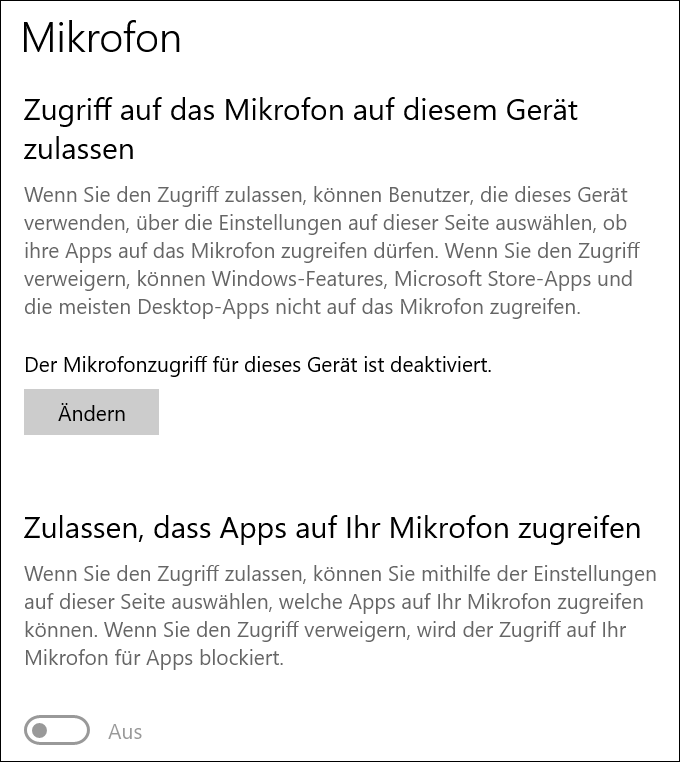 Mikrofon
Zugriff auf das Mikrofon auf diesem Gerät
zulassen
Wenn Sie den Zugriff zulassen, können Benutzer, die dieses Gerät
verwenden, über die Einstellungen auf dieser Seite auswählen, ob
ihre Apps auf das Mikrofon zugreifen dürfen. Wenn Sie den Zugriff
verweigern, können Windows-Features, Microsoft Store-Apps und
die meisten Desktop-Apps nicht auf das Mikrofon zugreifen.
Der Mikrofonzugriff für dieses Gerät ist deaktiviert.
Ändern
Zulassen, dass Apps auf Ihr Mikrofon zugreifen
Wenn Sie den Zugriff zulassen, können Sie mithilfe der Einstellungen
auf dieser Seite auswählen, welche Apps auf Ihr Mikrofon zugreifen
können. Wenn Sie den Zugriff verweigern, wird der Zugriff auf Ihr
Mikrofon für Apps blockiert.
Aus